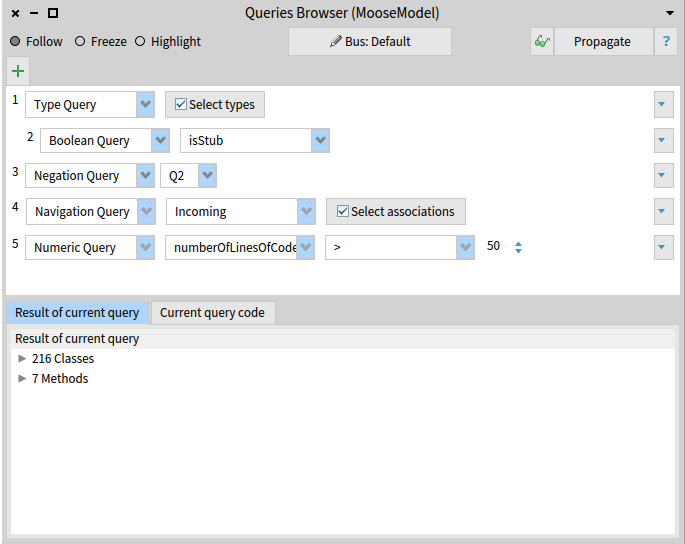 Queries Browser (MooseModel)
Follow Freeze Highlight Bus: Default Propagate ?
1 Type Query Select types
2 Boolean Query isStub
3 Negation Query Q2
4 Navigation Query Incoming Select associations
5 Numeric Query numberOfLinesOfCode > 50
Result of current query Current query code
Result of current query
216 Classes
7 Methods